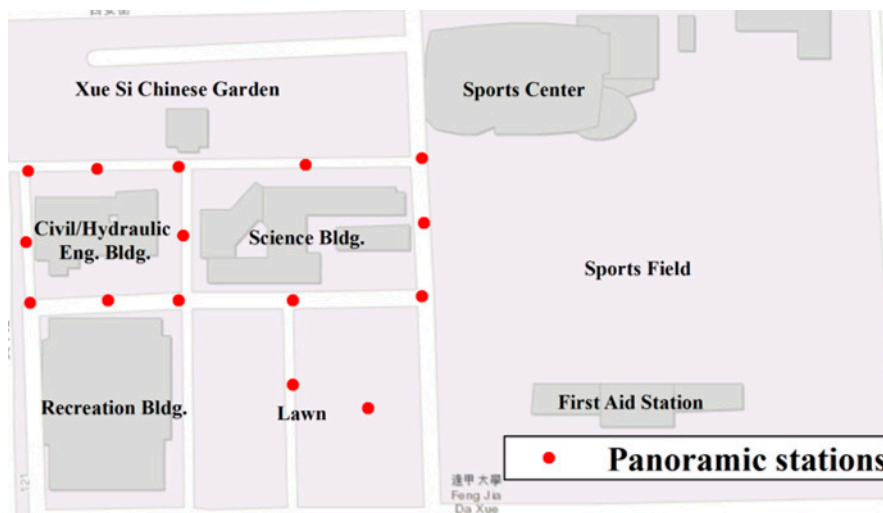 Xue Si Chinese Garden
Sports Center
Civil/Hydraulic
Eng. Bldg.
Science Bldg.
Sports Field
Recreation Bldg.
Lawn
First Aid Station
Panoramic stations
逢甲大學
Feng Jia
Da Xue
121